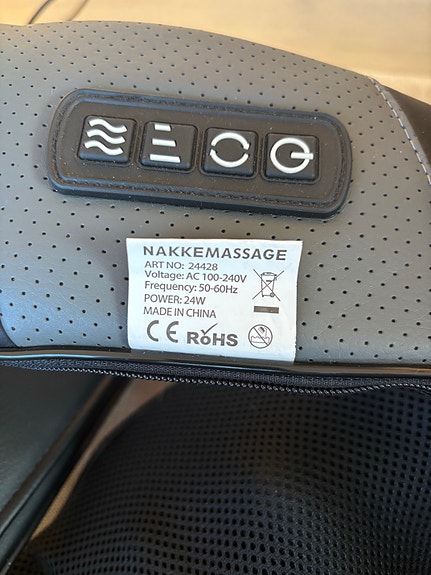 NAKKEMASSAGE
ART NO: 24428
Voltage: AC 100-240V
Frequency: 50-60Hz
POWER: 24W
MADE IN CHINA
CE RoHS